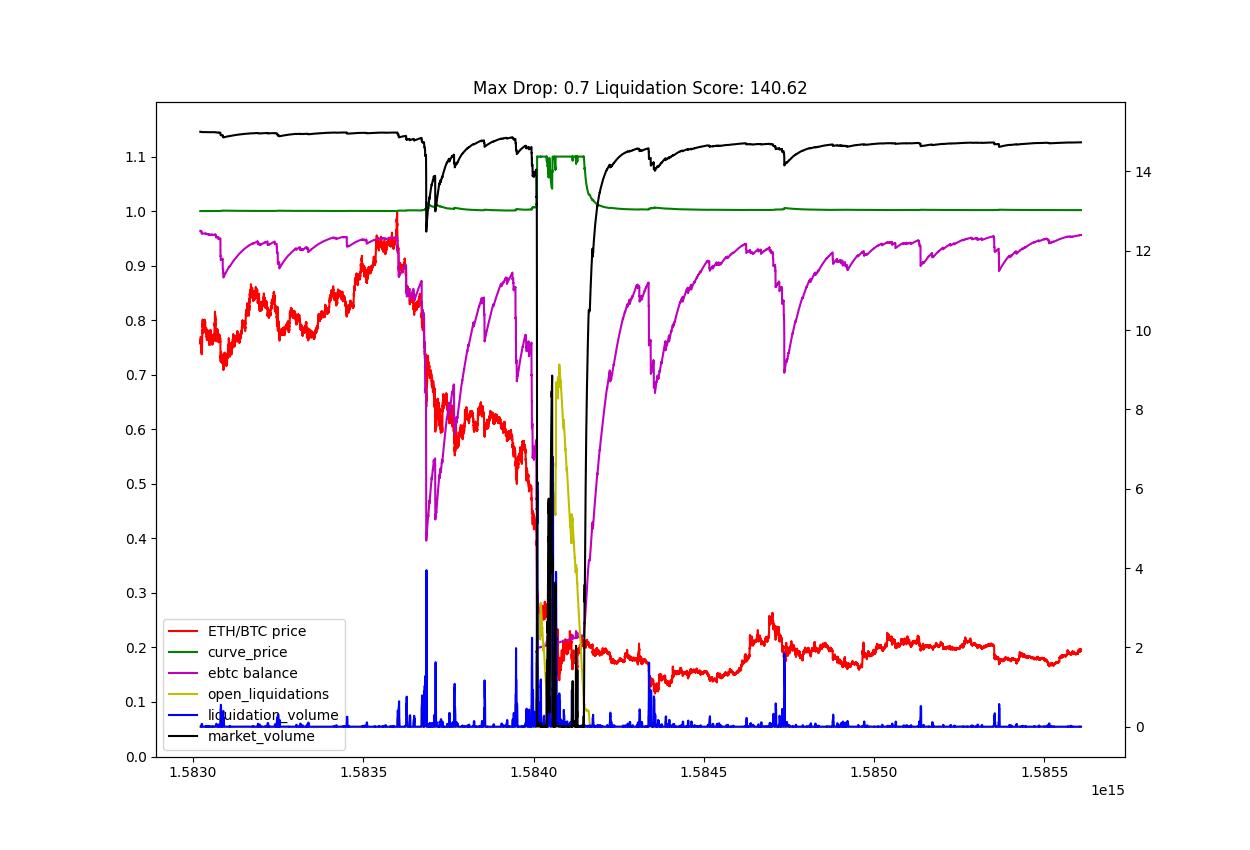 Max Drop: 0.7 Liquidation Score: 140.62
1.1
1.0
0.9
0.8
0.7
0.6
0.5
0.4
0.3
0.2
0.1
0.0
14
12
10
8
6
4
2
0
ETH/BTC price
curve_price
ebtc balance
open_liquidations
liquidation_volume
market_volume
1.5830 1.5835 1.5840 1.5845 1.5850 1.5855
1e15